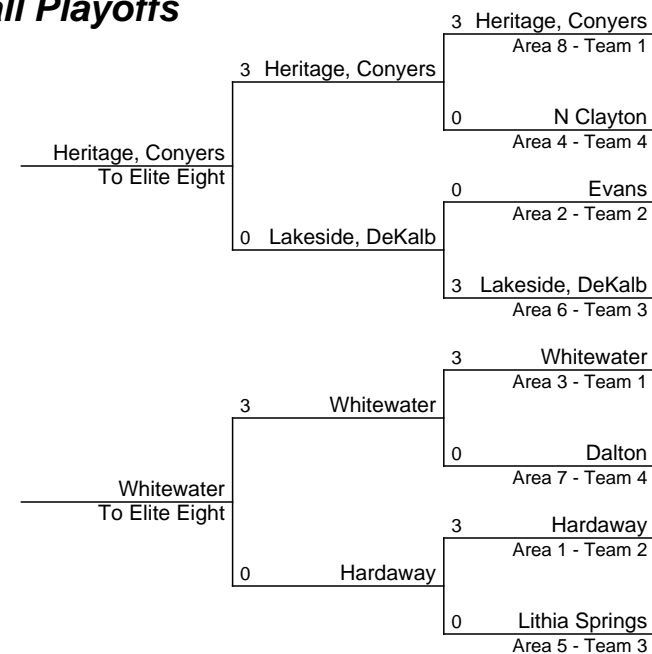 all Playoffs
3 Heritage, Conyers
Area 8 - Team 1
3 Heritage, Conyers
0 N Clayton
Area 4 - Team 4
Heritage, Conyers
To Elite Eight
0 Evans
Area 2 - Team 2
0 Lakeside, DeKalb
3 Lakeside, DeKalb
Area 6 - Team 3
3 Whitewater
Area 3 - Team 1
3 Whitewater
0 Dalton
Area 7 - Team 4
Whitewater
To Elite Eight
3 Hardaway
Area 1 - Team 2
0 Hardaway
0 Lithia Springs
Area 5 - Team 3